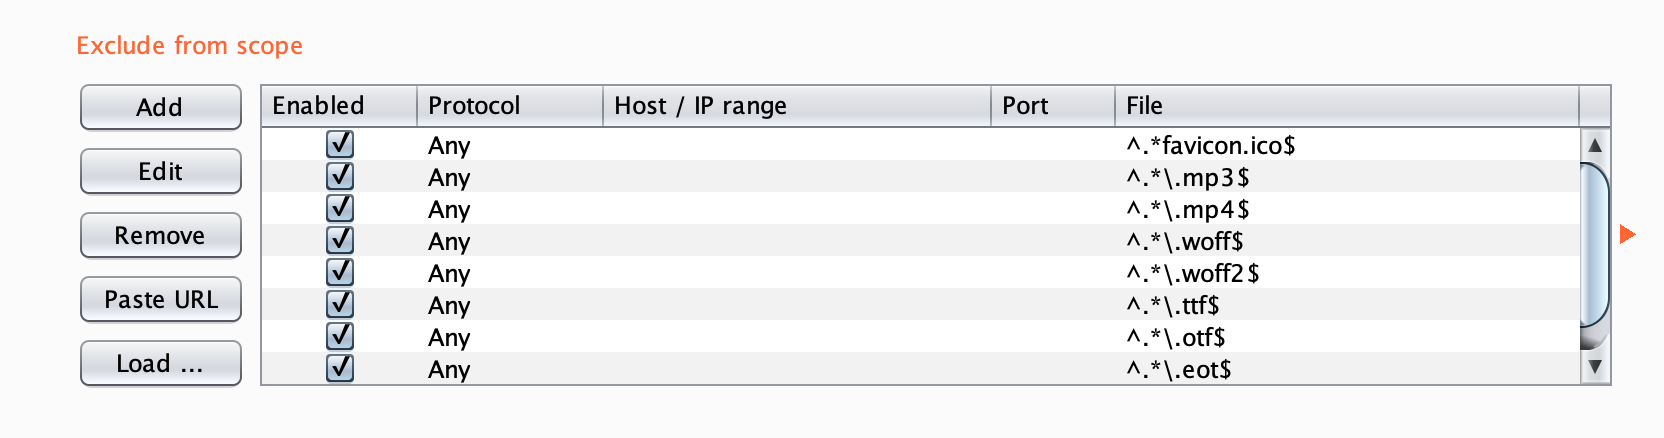 Exclude from scope
Add
Edit
Remove
Paste URL
Load ...
Enabled Protocol Host / IP range Port File
Any ^.*favicon.ico$
Any ^.*\.mp3$
Any ^.*\.mp4$
Any ^.*\.woff$
Any ^.*\.woff2$
Any ^.*\.ttf$
Any ^.*\.otf$
Any ^.*\.eot$